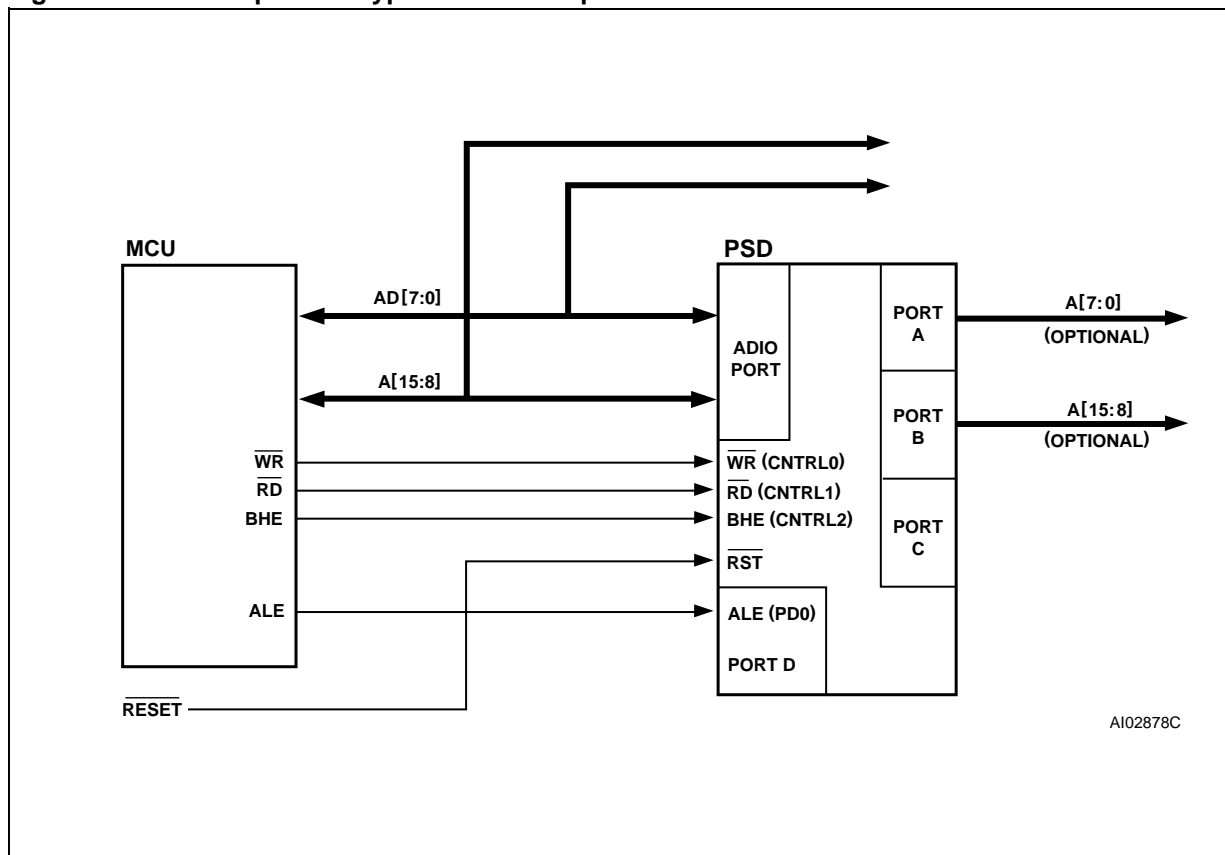 MCU
PSD
AD[7:0]
A[15:8]
WR
RD
BHE
ALE
RESET
ADIO
PORT
WR (CNTRL0)
RD (CNTRL1)
BHE (CNTRL2)
RST
ALE (PD0)
PORT D
PORT
A
PORT
B
PORT
C
A[7:0]
(OPTIONAL)
A[15:8]
(OPTIONAL)
AI02878C